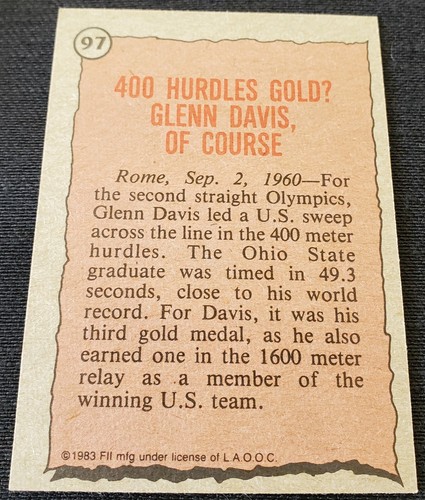 97
400 HURDLES GOLD?
GLENN DAVIS,
OF COURSE
Rome, Sep. 2, 1960—For
the second straight Olympics,
Glenn Davis led a U.S. sweep
across the line in the 400 meter
hurdles. The Ohio State
graduate was timed in 49.3
seconds, close to his world
record. For Davis, it was his
third gold medal, as he also
earned one in the 1600 meter
relay as a member of the
winning U.S. team.
©1983 FII mfg under license of L A.O.O.C.